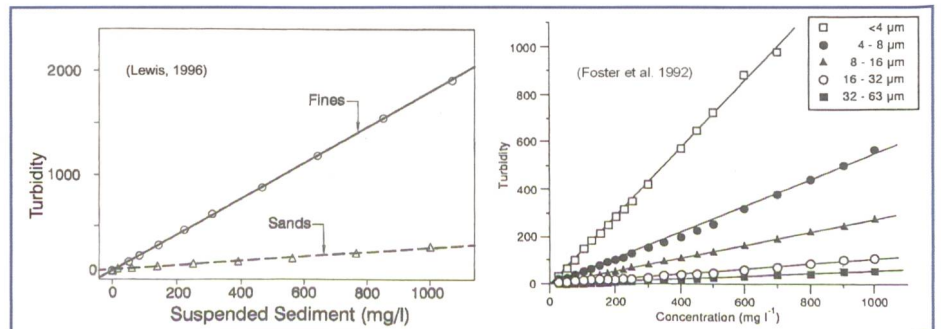 (Lewis, 1996)
Fines
Sands
Turbidity
2000
1000
0
0
200
400
600
800
1000
Suspended Sediment (mg/l)
(Foster et al. 1992)
<4 µm
4 - 8 µm
8 - 16 µm
16 - 32 µm
32 - 63 µm
Turbidity
1000
800
600
400
200
0
200
400
600
800
1000
Concentration (mg l⁻¹)